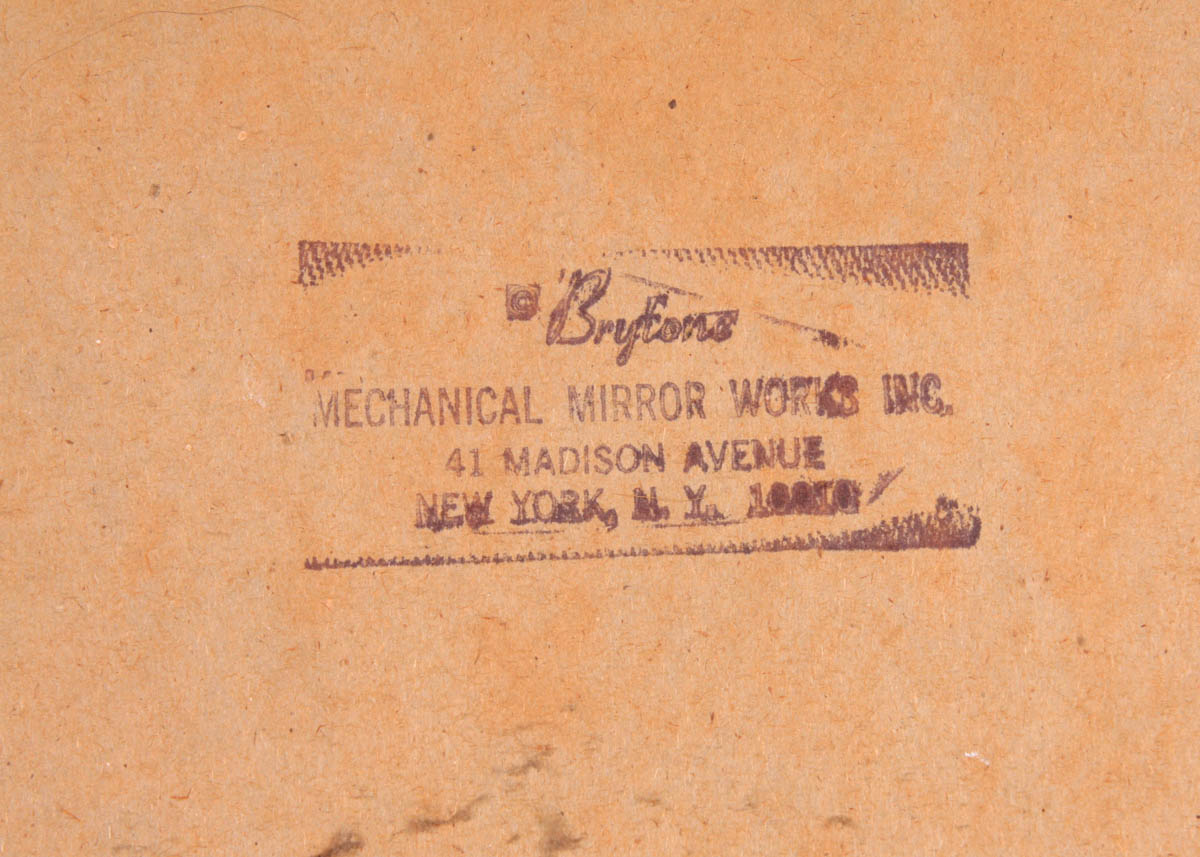 © Brytone
MECHANICAL MIRROR WORKS INC.
41 MADISON AVENUE
NEW YORK, N. Y. 10010